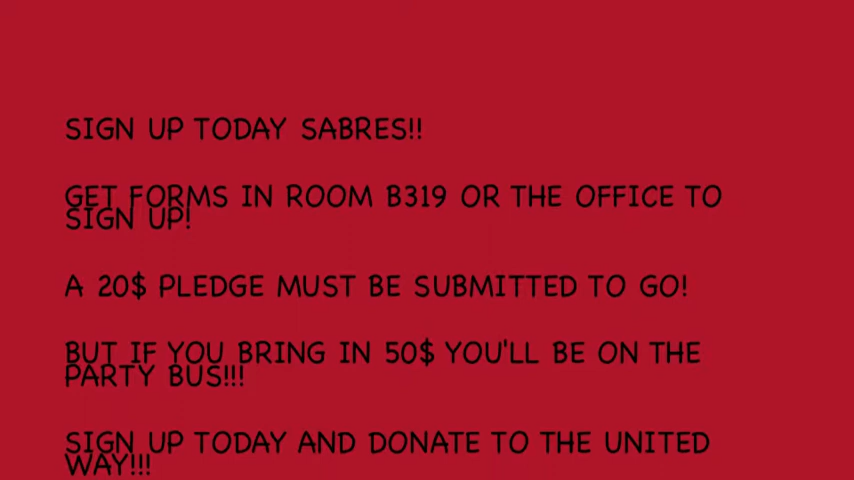 SIGN UP TODAY SABRES!!
GET FORMS IN ROOM B319 OR THE OFFICE TO
SIGN UP!
A 20$ PLEDGE MUST BE SUBMITTED TO GO!
BUT IF YOU BRING IN 50$ YOU'LL BE ON THE
PARTY BUS!!!
SIGN UP TODAY AND DONATE TO THE UNITED
WAY!!!